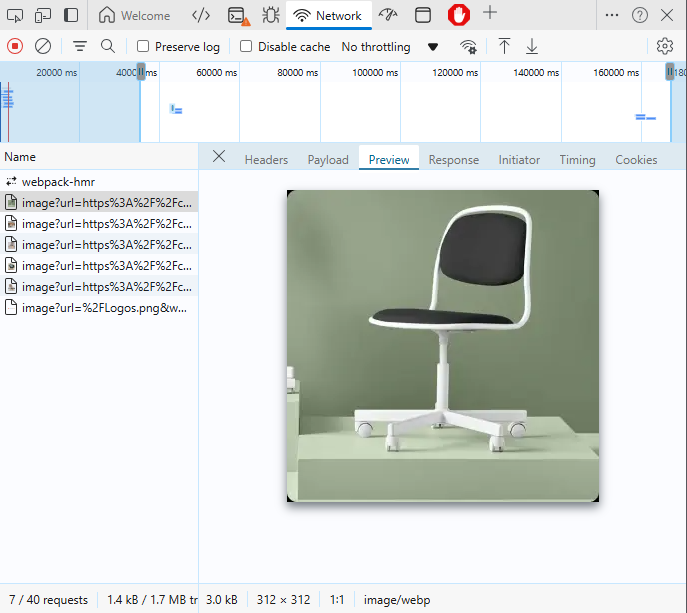 Welcome Network
Preserve log Disable cache No throttling
20000 ms 40000 ms 60000 ms 80000 ms 100000 ms 120000 ms 140000 ms 160000 ms 180
Name Headers Payload Preview Response Initiator Timing Cookies
webpack-hmr
image?url=https%3A%2F%2Fc...
image?url=https%3A%2F%2Fc...
image?url=https%3A%2F%2Fc...
image?url=https%3A%2F%2Fc...
image?url=https%3A%2F%2Fc...
image?url=%2FLogos.png&w...
7 / 40 requests 1.4 kB / 1.7 MB tr 3.0 kB 312 × 312 1:1 image/webp